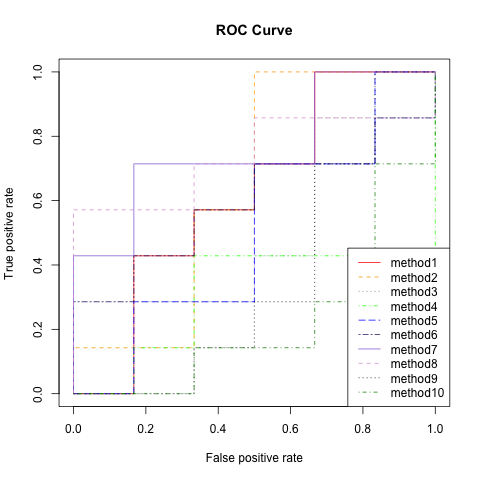 ROC Curve
True positive rate
1.0
0.8
0.6
0.4
0.2
0.0
method1
method2
method3
method4
method5
method6
method7
method8
method9
method10
0.0 0.2 0.4 0.6 0.8 1.0
False positive rate